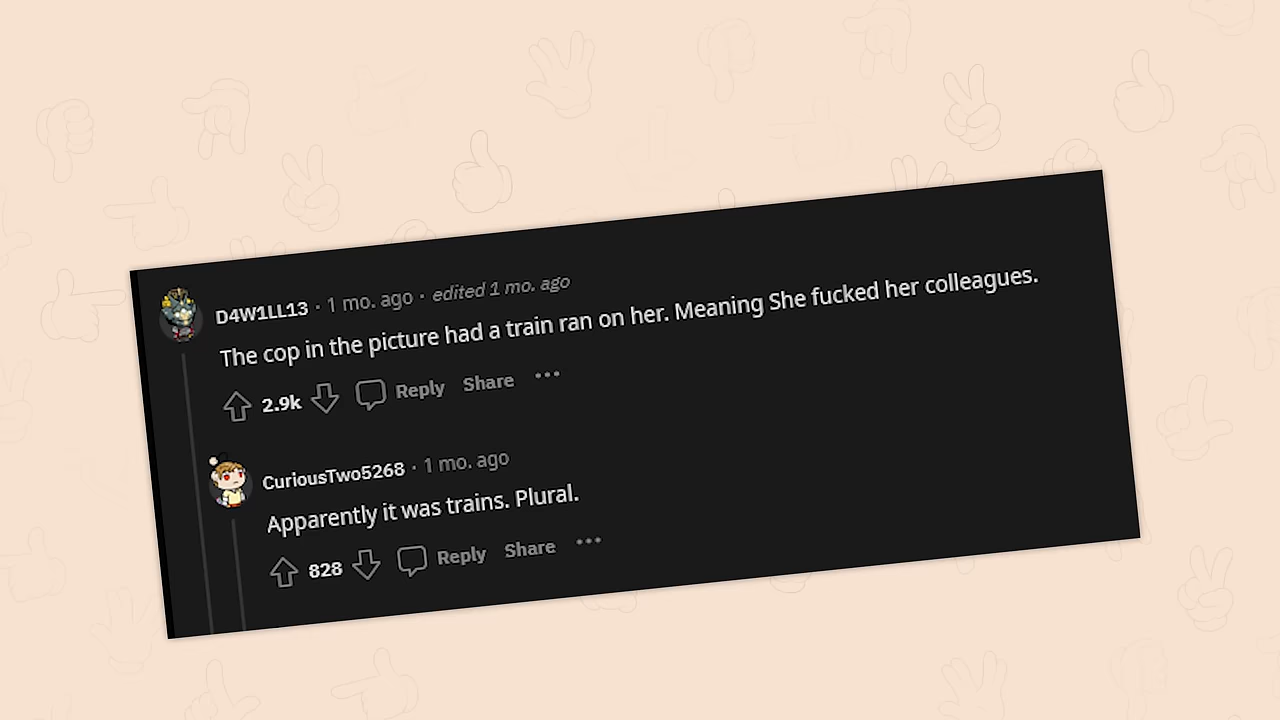 D4W1LL13 · 1 mo. ago · edited 1 mo. ago
The cop in the picture had a train ran on her. Meaning She fucked her colleagues.
2.9k Reply Share ...
CuriousTwo5268 · 1 mo. ago
Apparently it was trains. Plural.
828 Reply Share ...